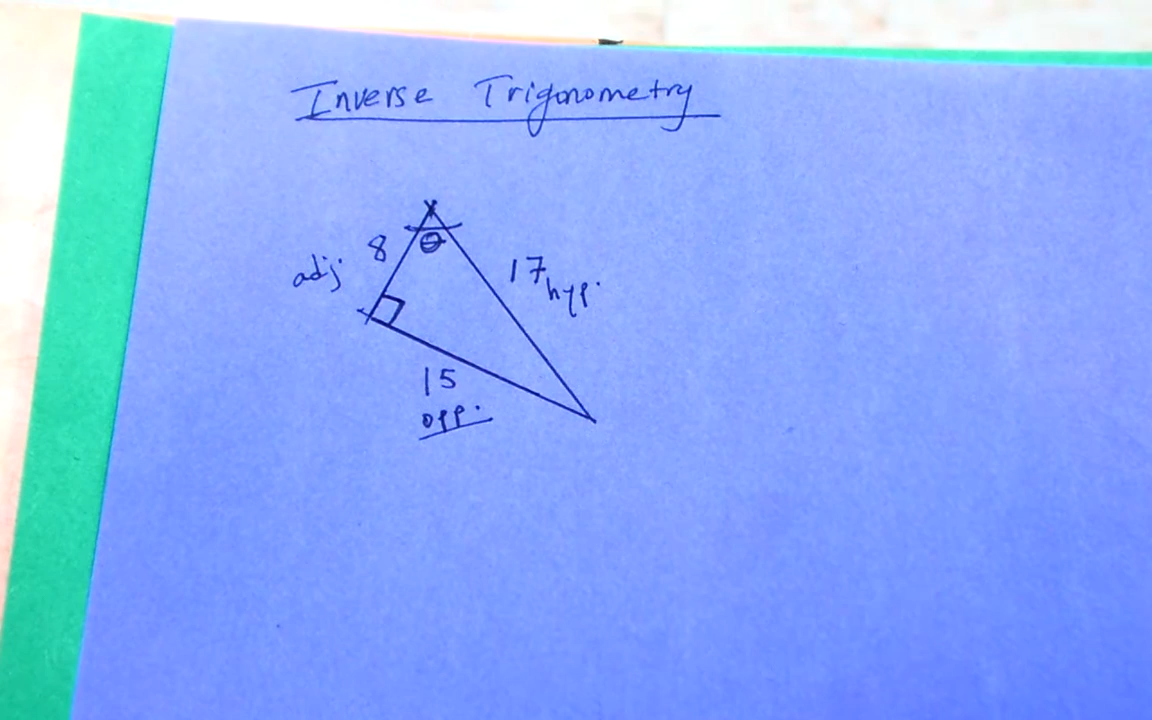 Inverse Trigonometry
θ
8
adj.
17
hyp.
15
opp.